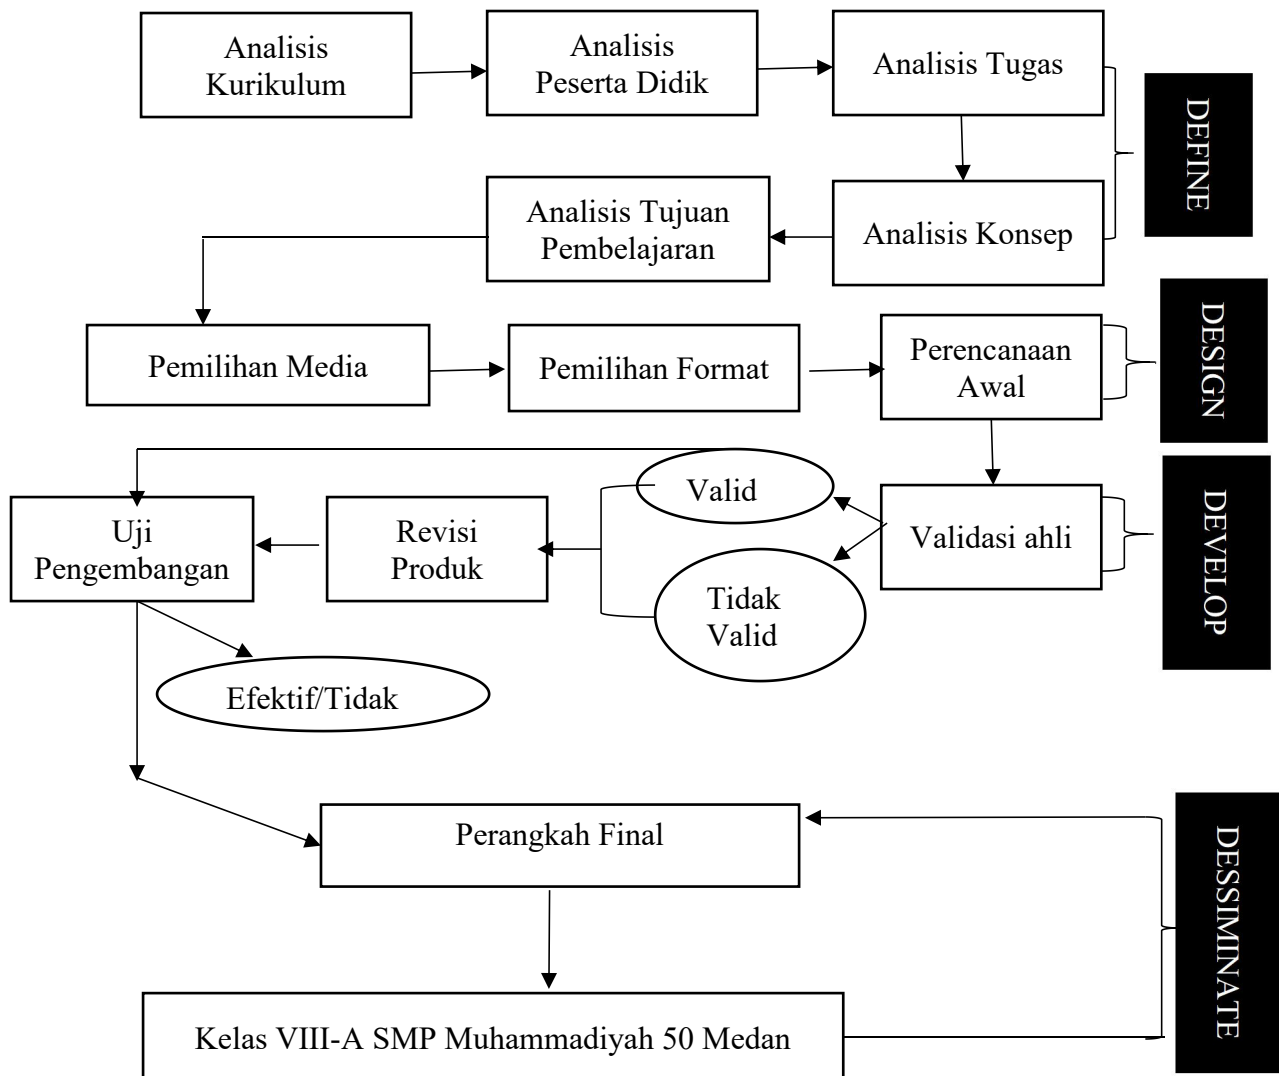 Analisis
Kurikulum
Analisis
Peserta Didik
Analisis Tugas
DEFINE
Analisis Tujuan
Pembelajaran
Analisis Konsep
Pemilihan Media
Pemilihan Format
Perencanaan
Awal
DESIGN
Uji
Pengembangan
Revisi
Produk
Valid
Tidak
Valid
Validasi ahli
DEVELOP
Efektif/Tidak
Perangkah Final
Kelas VIII-A SMP Muhammadiyah 50 Medan
DESSIMINATE